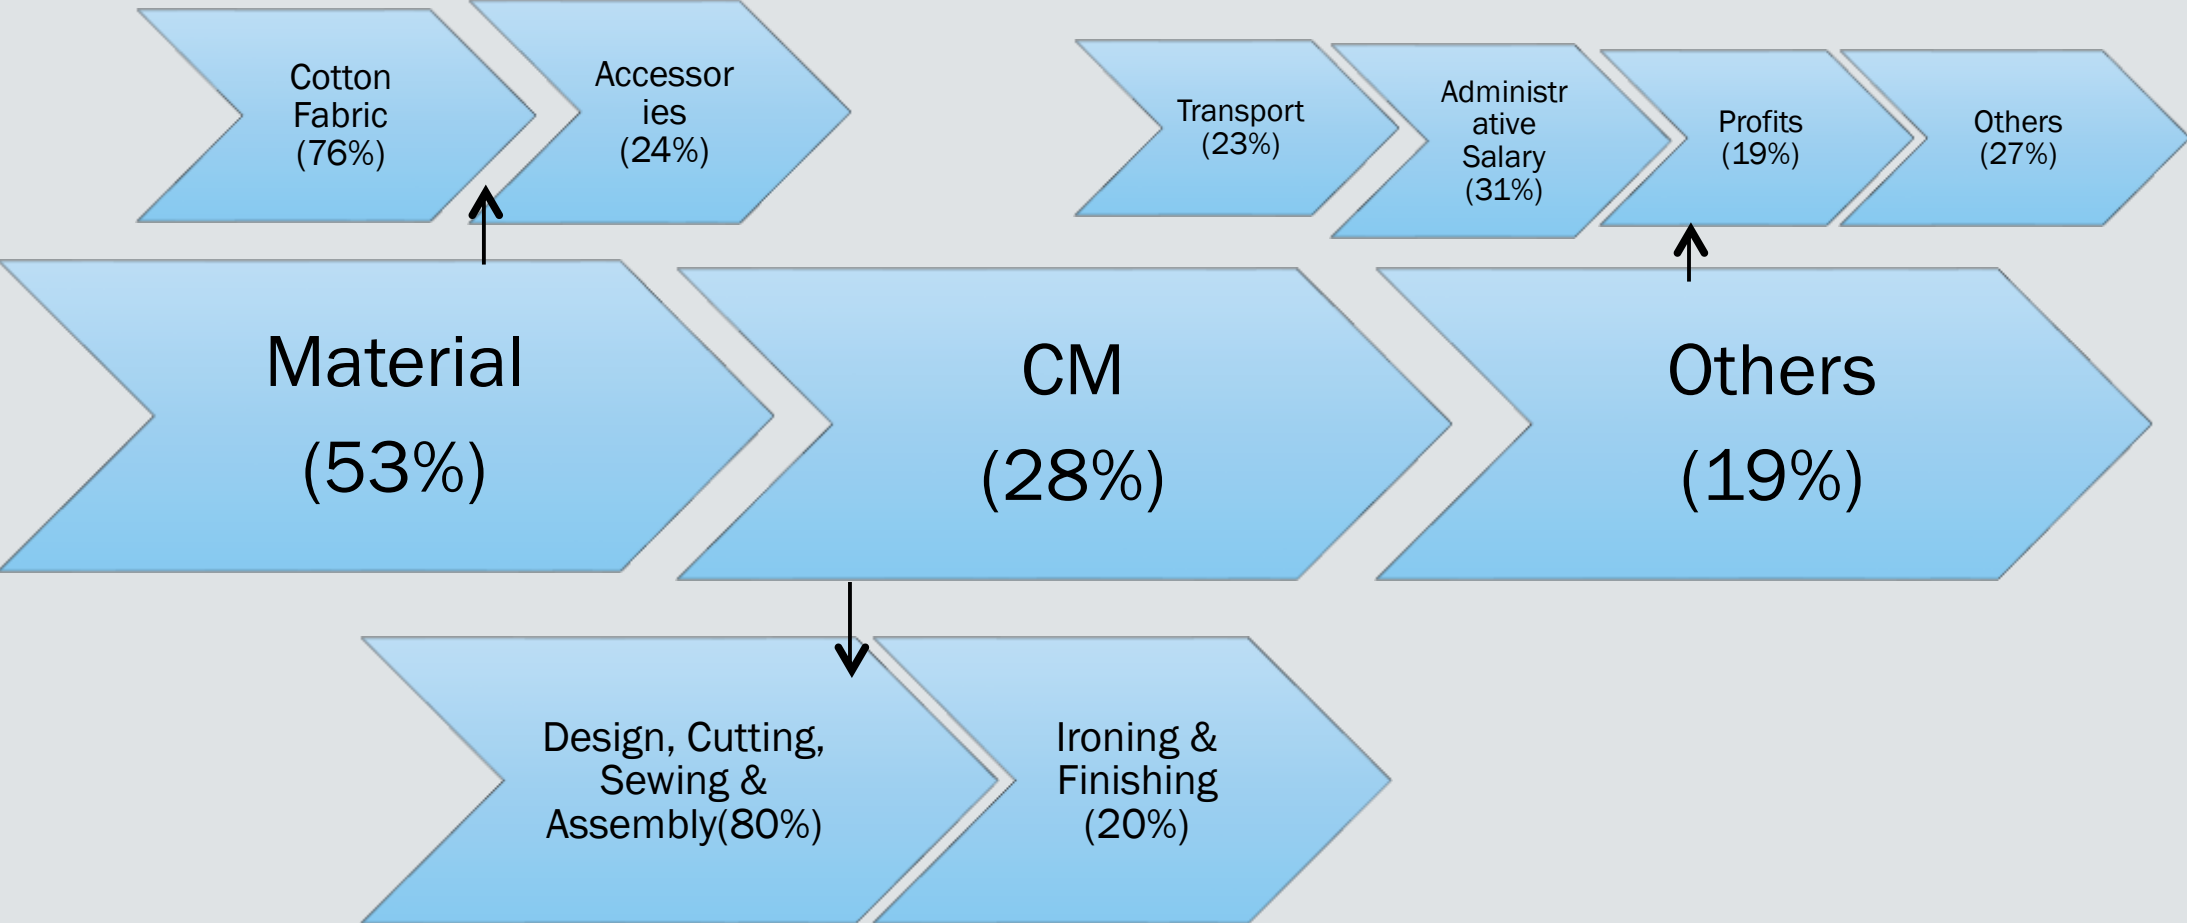 Cotton
Fabric
(76%)
Accessor
ies
(24%)
Transport
(23%)
Administr
ative
Salary
(31%)
Profits
(19%)
Others
(27%)
Material
(53%)
CM
(28%)
Others
(19%)
Design, Cutting,
Sewing &
Assembly(80%)
Ironing &
Finishing
(20%)